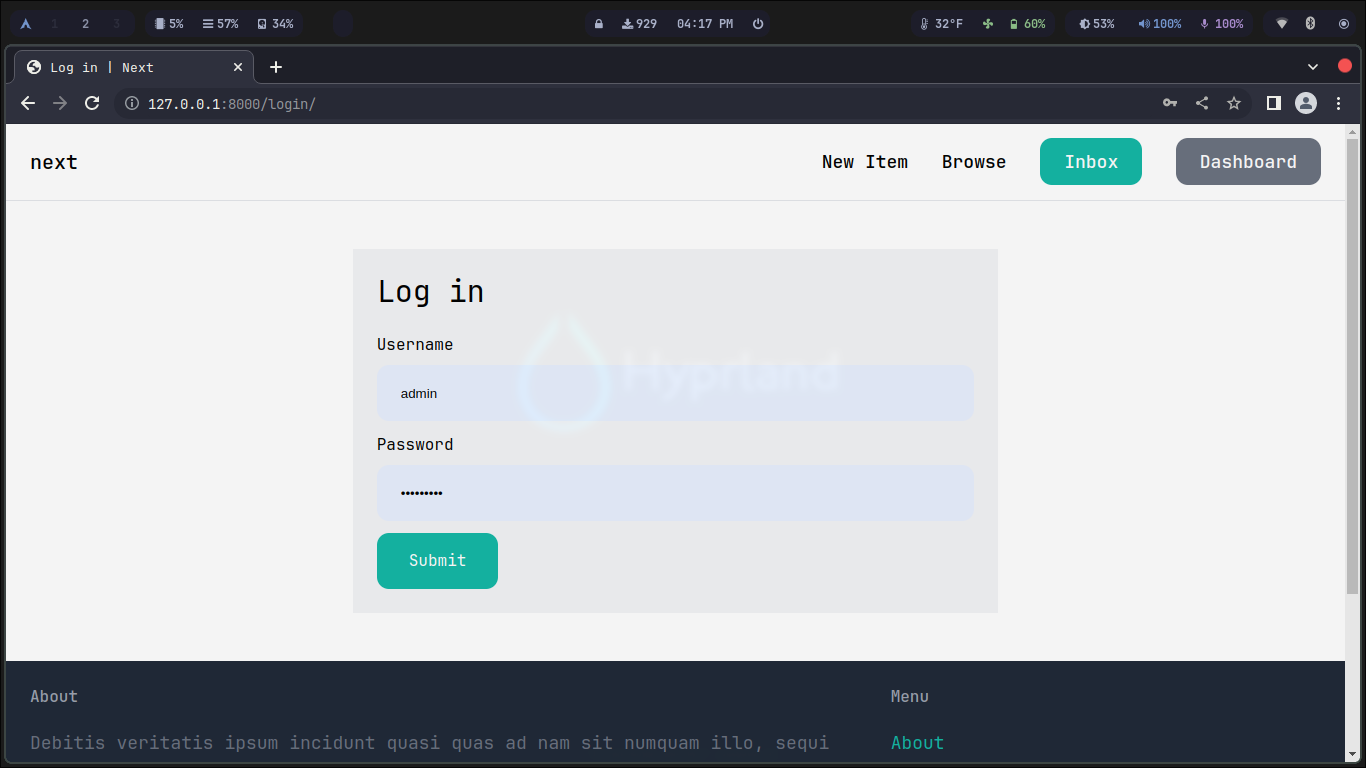 1 2 3 5% 57% 34% 929 04:17 PM 32°F 60% 53% 100% 100%
Log in | Next
127.0.0.1:8000/login/
next New Item Browse Inbox Dashboard
Log in
Username
Hyprland
admin
Password
•••••••••
Submit
About Menu
Debitis veritatis ipsum incidunt quasi quas ad nam sit numquam illo, sequi About